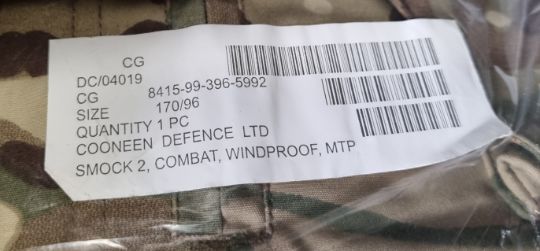 CG
DC/04019
CG 8415-99-396-5992
SIZE 170/96
QUANTITY 1 PC
COONEEN DEFENCE LTD
SMOCK 2, COMBAT, WINDPROOF, MTP